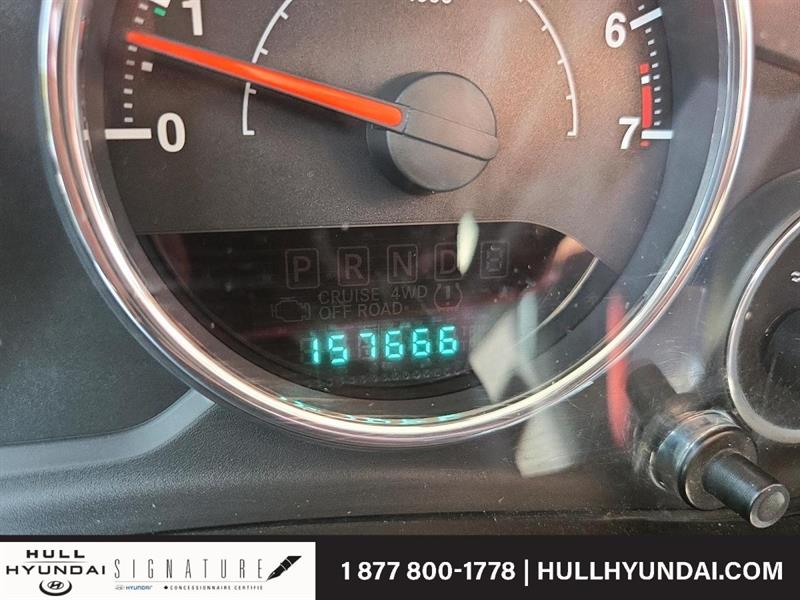 1
6
0
7
P R N D 8
CRUISE 4WD
OFF ROAD
157666
HULL
HYUNDAI
SIGNATURE
HYUNDAI
CONCESSIONNAIRE CERTIFIÉ
1 877 800-1778 | HULLHYUNDAI.COM